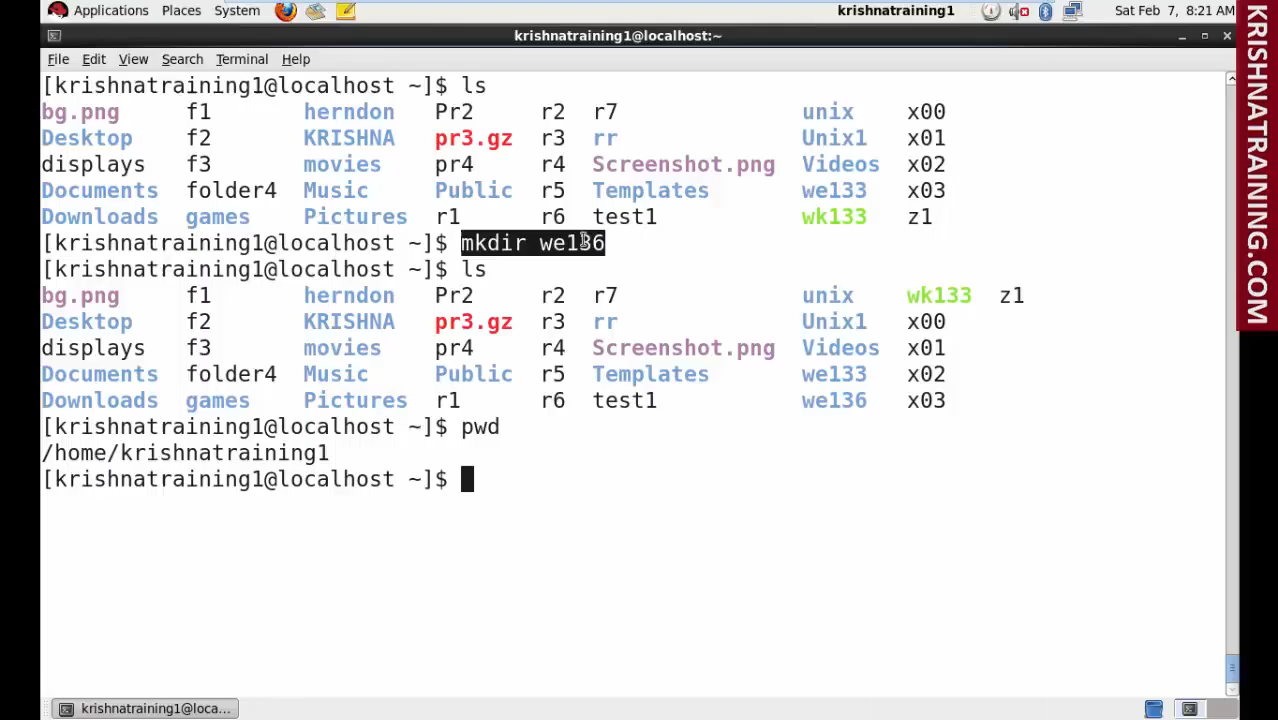 Applications Places System krishnatraining1 Sat Feb 7, 8:21 AM
krishnatraining1@localhost:~
File Edit View Search Terminal Help
[krishnatraining1@localhost ~]$ ls
bg.png f1 herndon Pr2 r2 r7 unix x00
Desktop f2 KRISHNA pr3.gz r3 rr Unix1 x01
displays f3 movies pr4 r4 Screenshot.png Videos x02
Documents folder4 Music Public r5 Templates we133 x03
Downloads games Pictures r1 r6 test1 wk133 z1
[krishnatraining1@localhost ~]$ mkdir we136
[krishnatraining1@localhost ~]$ ls
bg.png f1 herndon Pr2 r2 r7 unix wk133 z1
Desktop f2 KRISHNA pr3.gz r3 rr Unix1 x00
displays f3 movies pr4 r4 Screenshot.png Videos x01
Documents folder4 Music Public r5 Templates we133 x02
Downloads games Pictures r1 r6 test1 we136 x03
[krishnatraining1@localhost ~]$ pwd
/home/krishnatraining1
[krishnatraining1@localhost ~]$
krishnatraining1@loca...
KRISHNATRAINING.COM